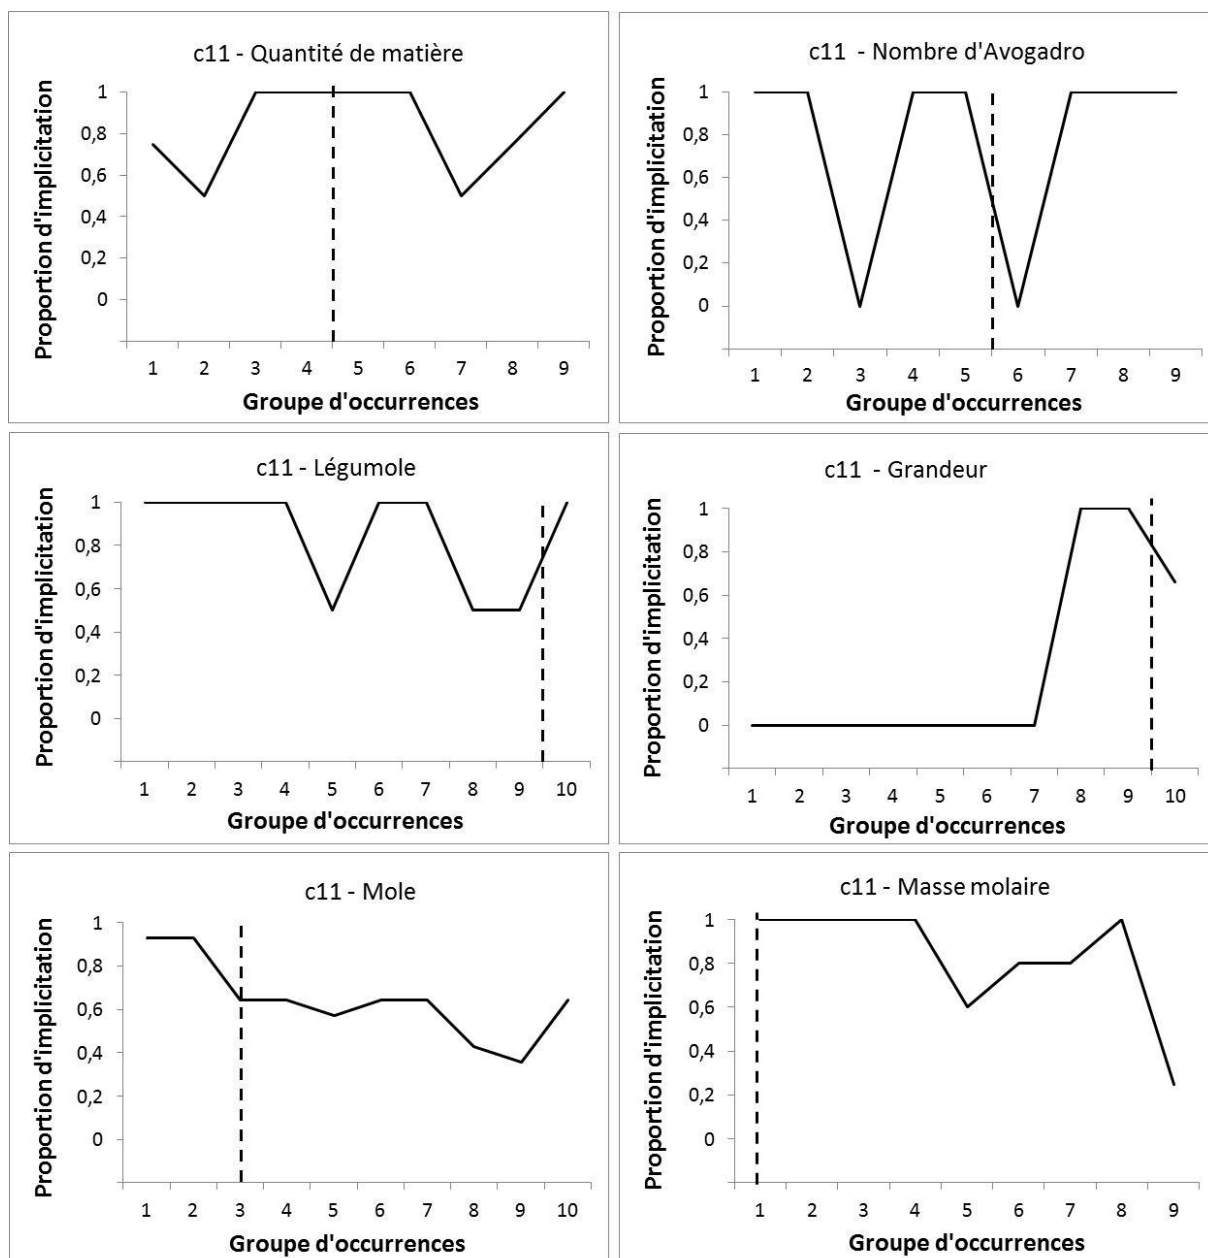 c11 - Quantité de matière
Proportion d'implicitation
1
0,8
0,6
0,4
0,2
0
1 2 3 4 5 6 7 8 9
Groupe d'occurrences
c11 - Nombre d'Avogadro
Proportion d'implicitation
1
0,8
0,6
0,4
0,2
0
1 2 3 4 5 6 7 8 9
Groupe d'occurrences
c11 - Légumole
Proportion d'implicitation
1
0,8
0,6
0,4
0,2
0
1 2 3 4 5 6 7 8 9 10
Groupe d'occurrences
c11 - Grandeur
Proportion d'implicitation
1
0,8
0,6
0,4
0,2
0
1 2 3 4 5 6 7 8 9 10
Groupe d'occurrences
c11 - Mole
Proportion d'implicitation
1
0,8
0,6
0,4
0,2
0
1 2 3 4 5 6 7 8 9 10
Groupe d'occurrences
c11 - Masse molaire
Proportion d'implicitation
1
0,8
0,6
0,4
0,2
0
1 2 3 4 5 6 7 8 9
Groupe d'occurrences